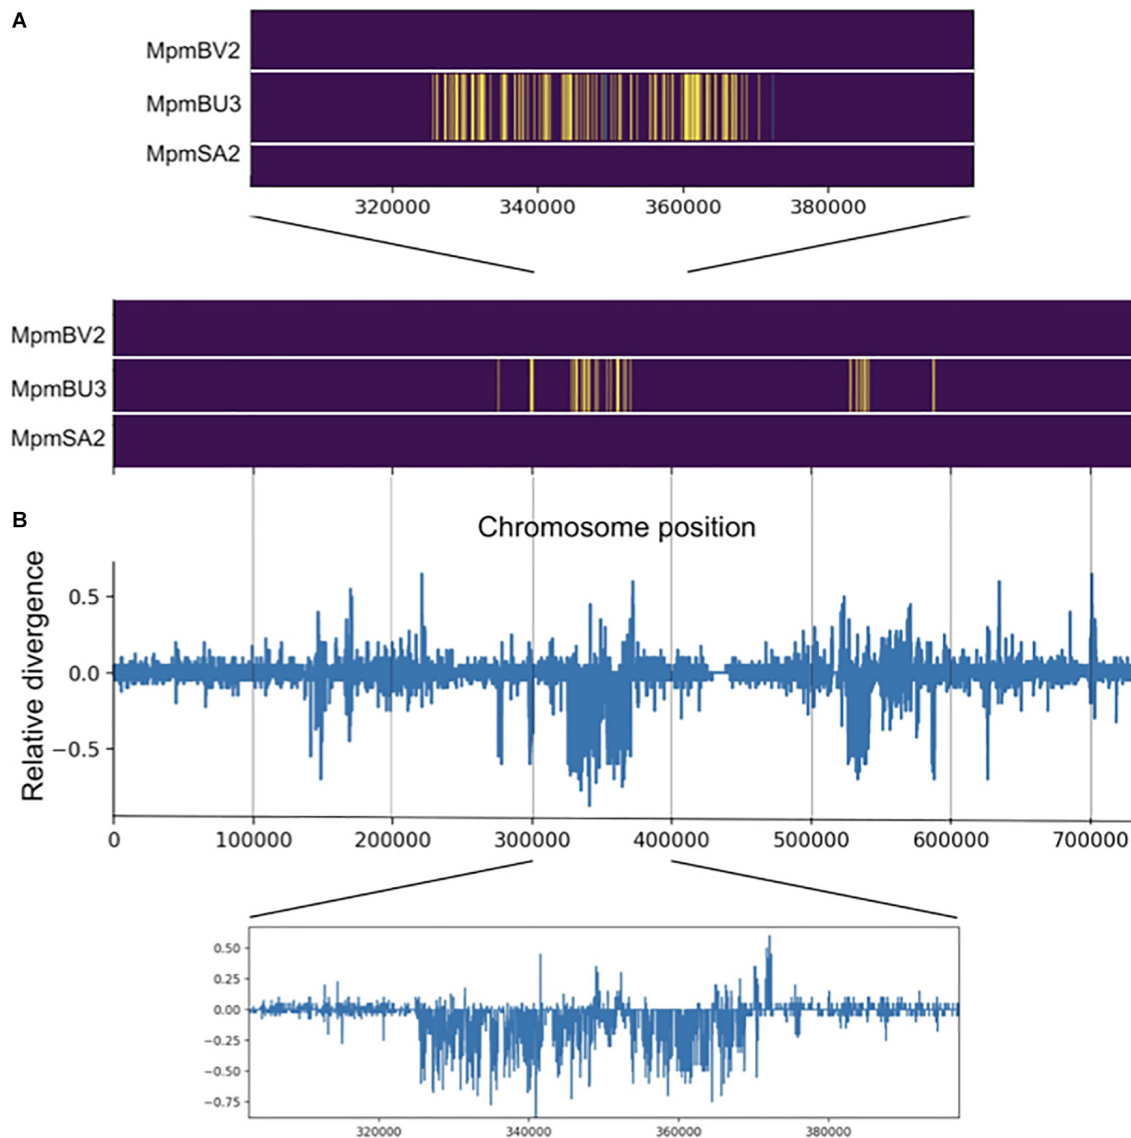 A
MpmBV2
MpmBU3
MpmSA2
320000 340000 360000 380000
MpmBV2
MpmBU3
MpmSA2
B
Chromosome position
Relative divergence
0.5
0.0
−0.5
0 100000 200000 300000 400000 500000 600000 700000
0.50
0.25
0.00
−0.25
−0.50
−0.75
320000 340000 360000 380000